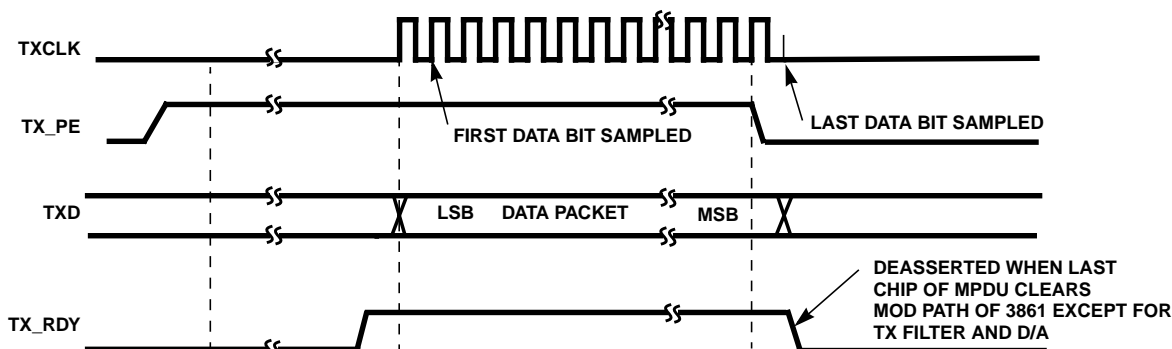 TXCLK
FIRST DATA BIT SAMPLED
LAST DATA BIT SAMPLED
TX_PE
TXD
LSB DATA PACKET MSB
DEASSERTED WHEN LAST
CHIP OF MPDU CLEARS
MOD PATH OF 3861 EXCEPT FOR
TX FILTER AND D/A
TX_RDY